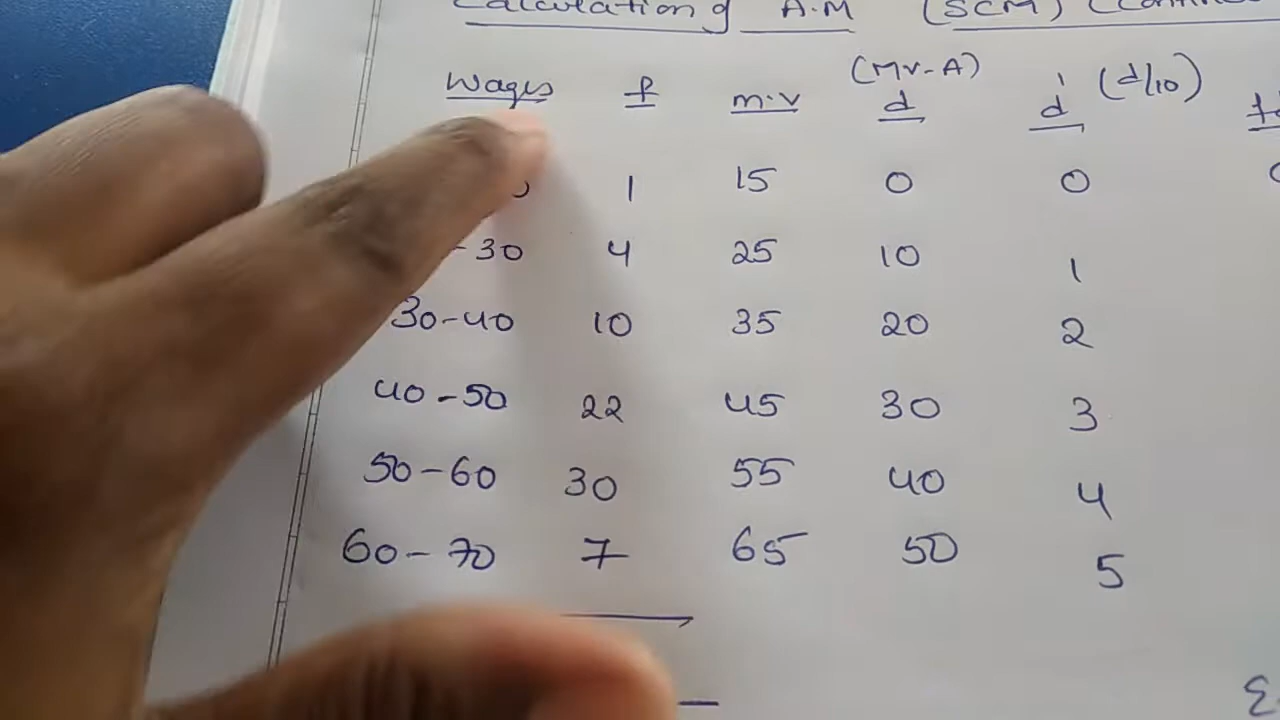 Calculation of A.M (SCM)
Wages f m.v (Mv-A) d d' (d/10)
1 15 0 0
-30 4 25 10 1
30-40 10 35 20 2
40-50 22 45 30 3
50-60 30 55 40 4
60-70 7 65 50 5
Σ